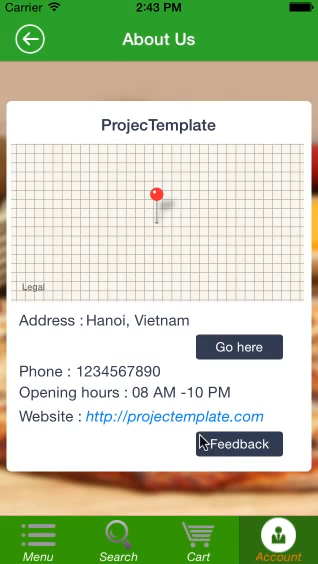 Carrier 2:43 PM
About Us
ProjecTemplate
Legal
Address : Hanoi, Vietnam
Go here
Phone : 1234567890
Opening hours : 08 AM -10 PM
Website : http://projectemplate.com
Feedback
Menu Search Cart Account